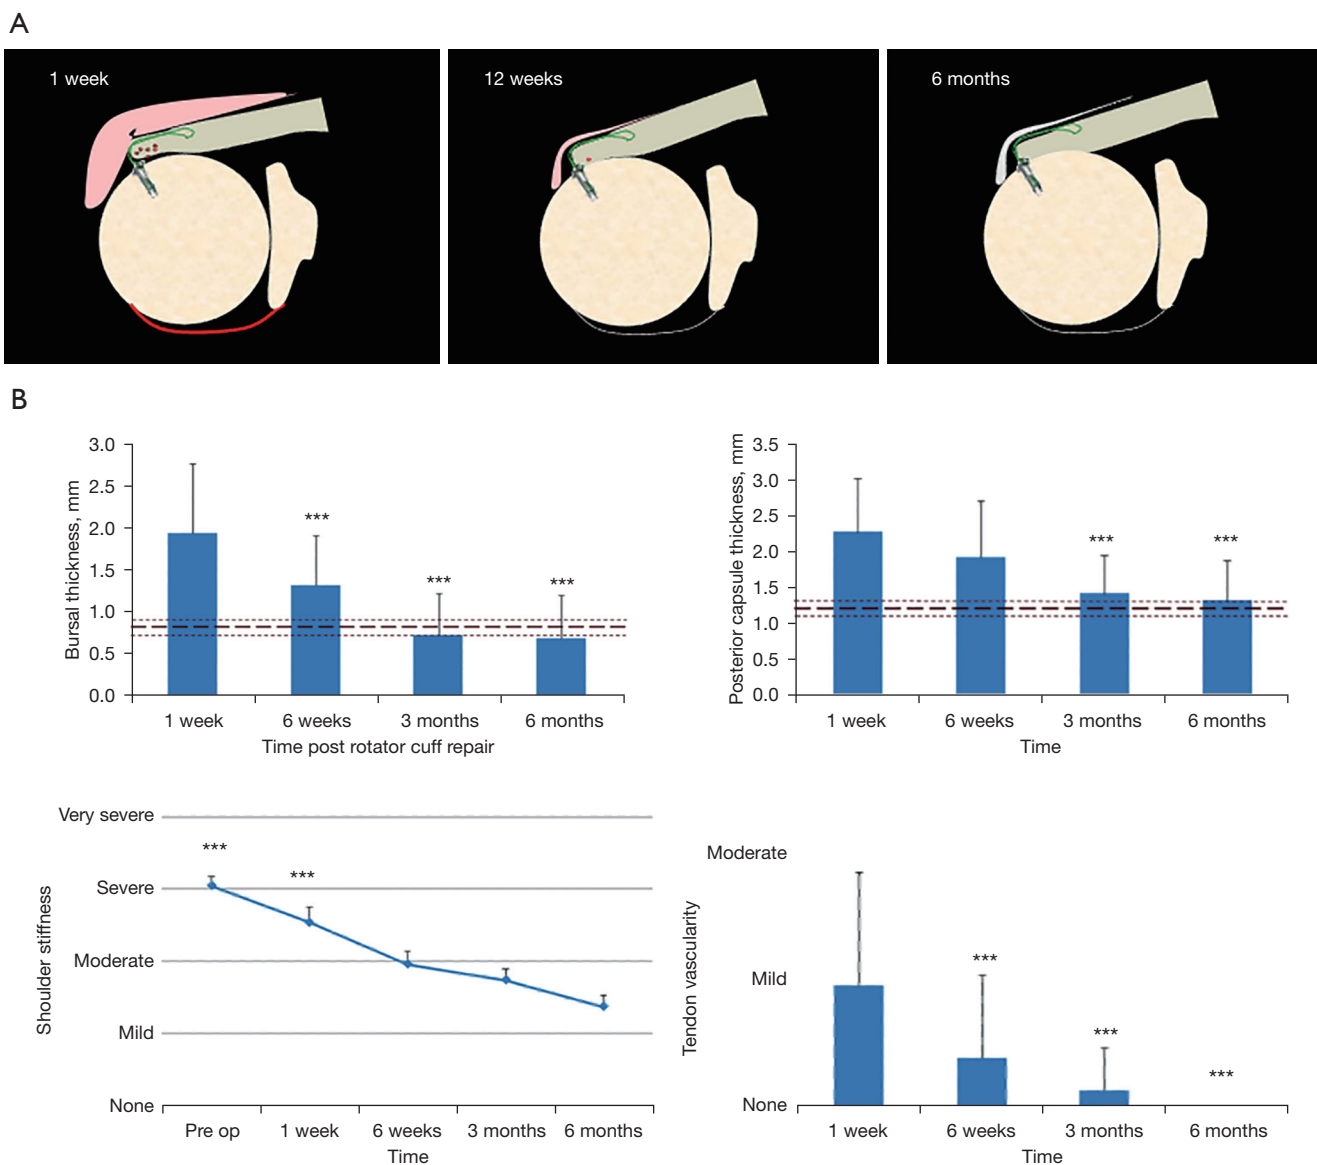 A
1 week
12 weeks
6 months
B
Bursal thickness, mm
3.0
2.5
2.0
1.5
1.0
0.5
0.0
***
***
***
1 week
6 weeks
3 months
6 months
Time post rotator cuff repair
Posterior capsule thickness, mm
3.5
3.0
2.5
2.0
1.5
1.0
0.5
0.0
***
***
1 week
6 weeks
3 months
6 months
Time
Shoulder stiffness
Very severe
Severe
Moderate
Mild
None
***
***
Pre op
1 week
6 weeks
3 months
6 months
Time
Tendon vascularity
Moderate
Mild
None
***
***
***
1 week
6 weeks
3 months
6 months
Time